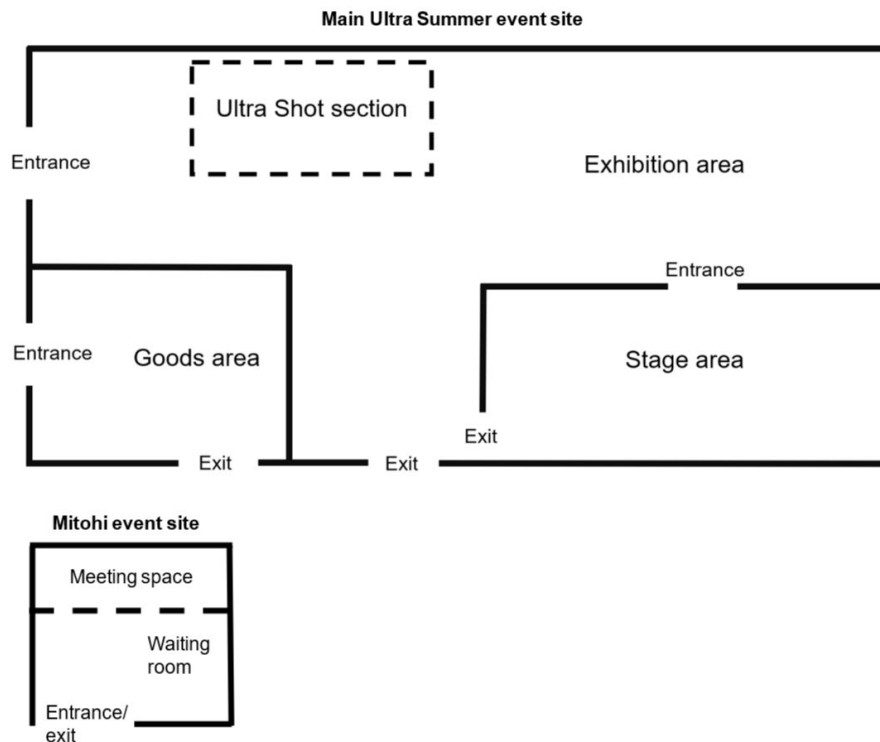 Main Ultra Summer event site
Ultra Shot section
Entrance
Exhibition area
Entrance
Entrance
Goods area
Stage area
Exit
Exit
Exit
Mitohi event site
Meeting space
Waiting
room
Entrance/
exit